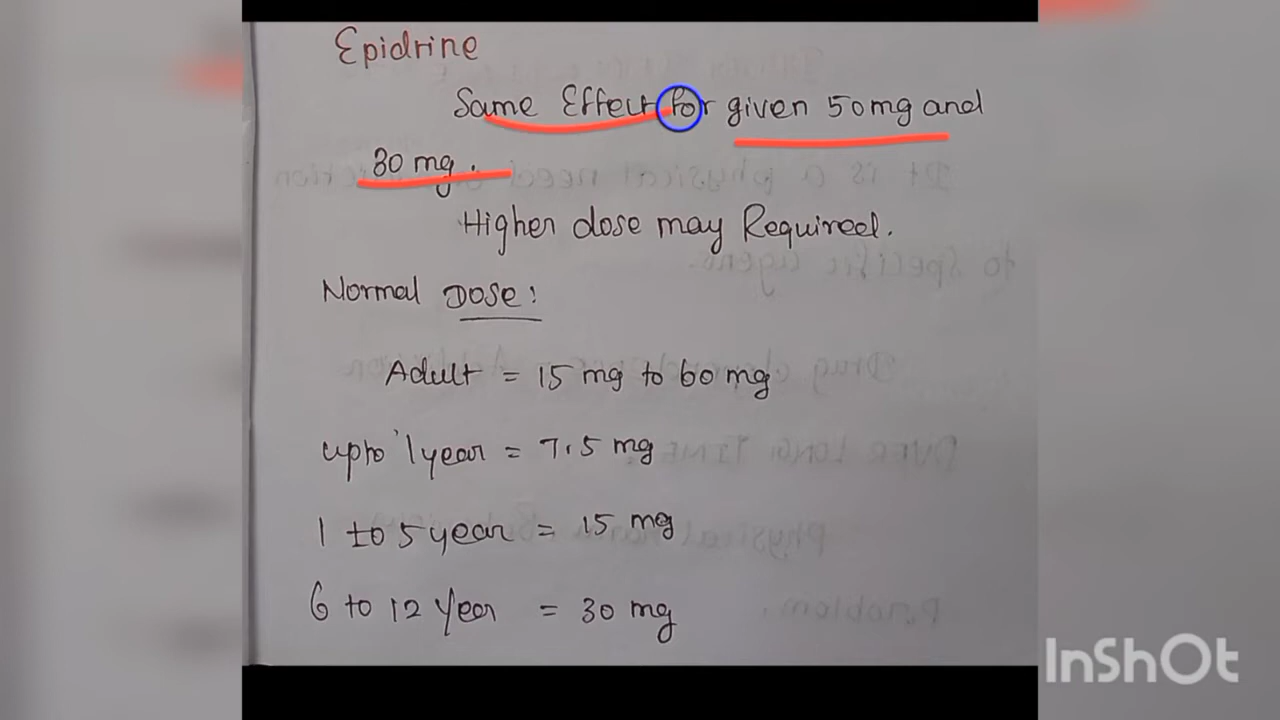 Epidrine
Same Effect for given 50mg and
30 mg.
Higher dose may Required.
Normal Dose:
Adult = 15 mg to 60 mg
upto 1 year = 7.5 mg
1 to 5 year = 15 mg
6 to 12 year = 30 mg
InShOt